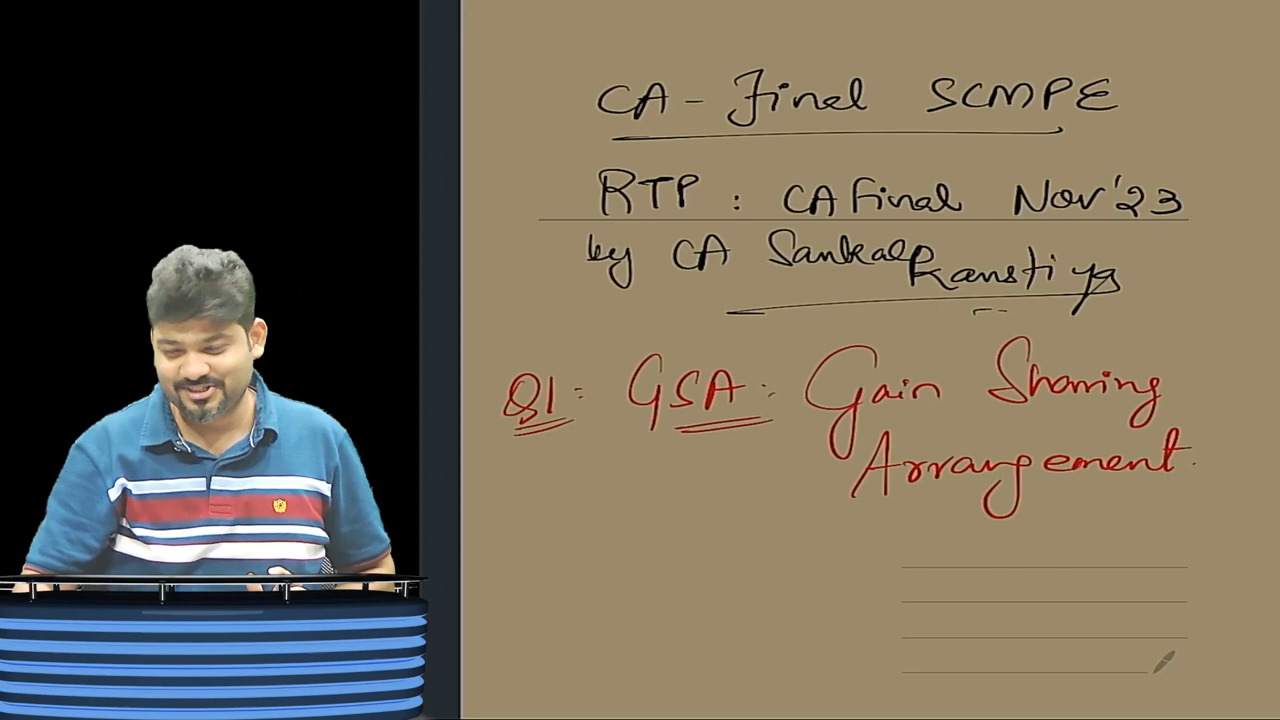 CA - Final SCMPE
RTP : CA Final Nov'23
by CA Sankalp Kanstiya
Q1 : GSA : Gain Sharing
Arrangement.